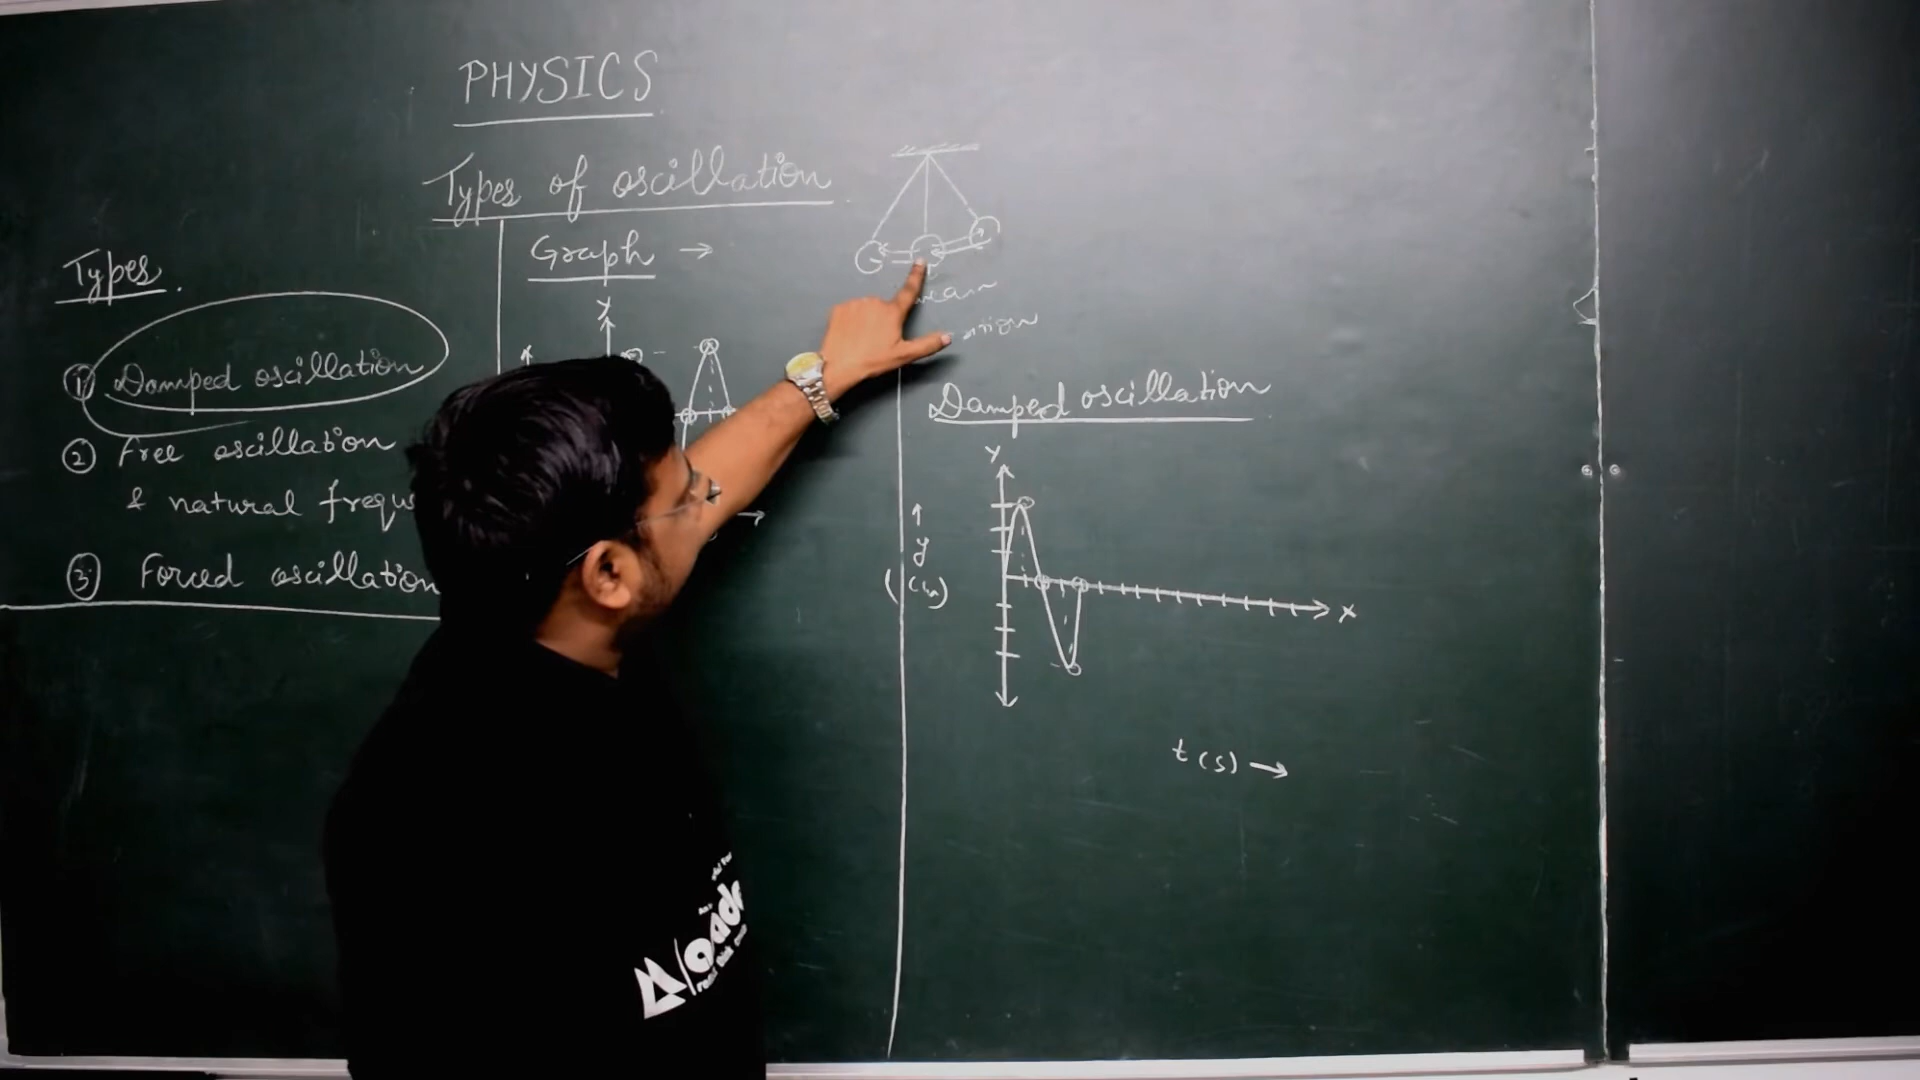 PHYSICS
Types of oscillation
Types.
① Damped oscillation
② Free oscillation
& natural frequ
③ Forced oscillation
Graph →
Y
mean
Damped oscillation
Y
↑
y
X
t (s) →